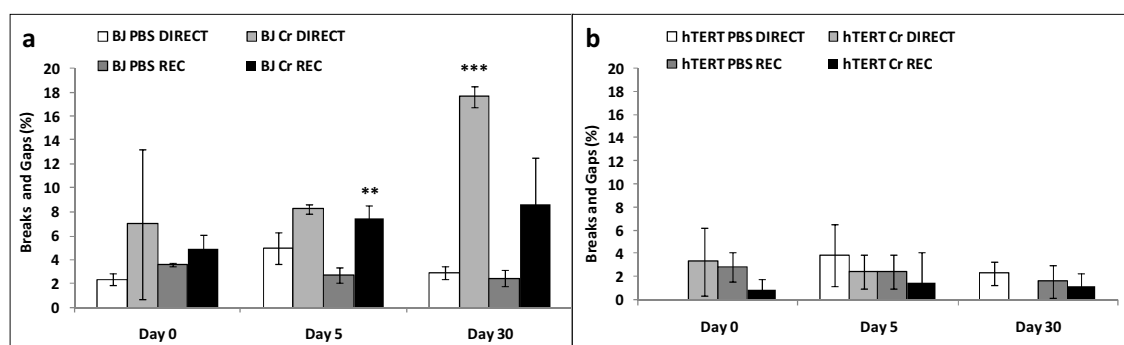 a
BJ PBS DIRECT BJ Cr DIRECT
BJ PBS REC BJ Cr REC
Breaks and Gaps (%)
20
18
16
14
12
10
8
6
4
2
0
***
**
Day 0 Day 5 Day 30
b
hTERT PBS DIRECT hTERT Cr DIRECT
hTERT PBS REC hTERT Cr REC
Breaks and Gaps (%)
20
18
16
14
12
10
8
6
4
2
0
Day 0 Day 5 Day 30